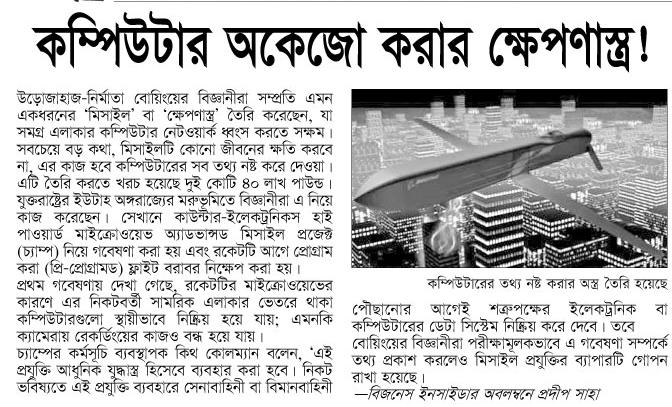 কম্পিউটার অকেজো করার ক্ষেপণাস্ত্র!
উড়োজাহাজ-নির্মাতা বোয়িংয়ের বিজ্ঞানীরা সম্প্রতি এমন
একধরনের ‘মিসাইল’ বা ‘ক্ষেপণাস্ত্র’ তৈরি করেছেন, যা
সমগ্র এলাকার কম্পিউটার নেটওয়ার্ক ধ্বংস করতে সক্ষম।
সবচেয়ে বড় কথা, মিসাইলটি কোনো জীবনের ক্ষতি করবে
না, এর কাজ হবে কম্পিউটারের সব তথ্য নষ্ট করে দেওয়া।
এটি তৈরি করতে খরচ হয়েছে দুই কোটি ৪০ লাখ পাউন্ড।
যুক্তরাষ্ট্রের ইউটাহ অঙ্গরাজ্যের মরুভূমিতে বিজ্ঞানীরা এ নিয়ে
কাজ করেছেন। সেখানে কাউন্টার-ইলেকট্রনিকস হাই
পাওয়ার্ড মাইক্রোওয়েভ অ্যাডভান্সড মিসাইল প্রজেক্ট
(চ্যাম্প) নিয়ে গবেষণা করা হয় এবং রকেটটি আগে প্রোগ্রাম
করা (প্রি-প্রোগ্রামড) ফ্লাইট বরাবর নিক্ষেপ করা হয়।
প্রথম গবেষণায় দেখা গেছে, রকেটটির মাইক্রোওয়েভের
কারণে এর নিকটবর্তী সামরিক এলাকার ভেতরে থাকা
কম্পিউটারগুলো স্থায়ীভাবে নিষ্ক্রিয় হয়ে যায়; এমনকি
ক্যামেরায় রেকর্ডিংয়ের কাজও বন্ধ হয়ে যায়।
চ্যাম্পের কর্মসূচি ব্যবস্থাপক কিথ কোলম্যান বলেন, ‘এই
প্রযুক্তি আধুনিক যুদ্ধাস্ত্র হিসেবে ব্যবহার করা হবে। নিকট
ভবিষ্যতে এই প্রযুক্তি ব্যবহারে সেনাবাহিনী বা বিমানবাহিনী
কম্পিউটারের তথ্য নষ্ট করার অস্ত্র তৈরি হয়েছে
পৌঁছানোর আগেই শত্রুপক্ষের ইলেকট্রনিক বা
কম্পিউটারের ডেটা সিস্টেম নিষ্ক্রিয় করে দেবে। তবে
বোয়িংয়ের বিজ্ঞানীরা পরীক্ষামূলকভাবে এ গবেষণা সম্পর্কে
তথ্য প্রকাশ করলেও মিসাইল প্রযুক্তির ব্যাপারটি গোপন
রাখা হয়েছে।
—বিজনেস ইনসাইডার অবলম্বনে প্রদীপ সাহা